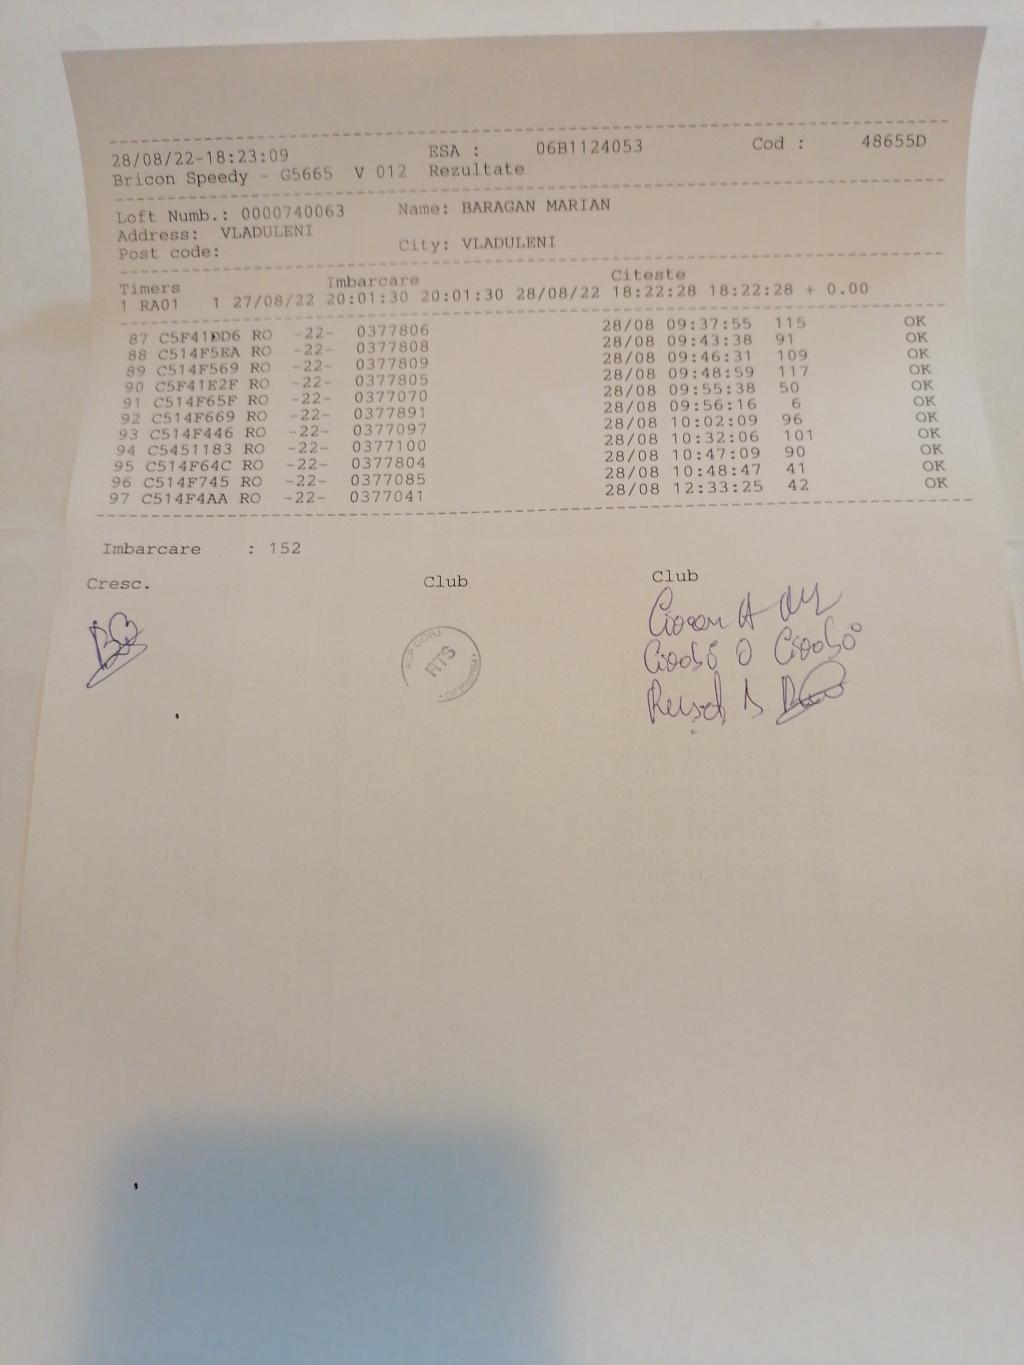 28/08/22-18:23:09 ESA : 06B1124053 Cod : 48655D
Bricon Speedy - G5665 V 012 Rezultate
Loft Numb.: 0000740063 Name: BARAGAN MARIAN
Address: VLADULENI
Post code: City: VLADULENI
Timers Imbarcare Citeste
1 RA01 1 27/08/22 20:01:30 20:01:30 28/08/22 18:22:28 18:22:28 + 0.00
87 C5F41DD6 RO -22- 0377806 28/08 09:37:55 115 OK
88 C514F5EA RO -22- 0377808 28/08 09:43:38 91 OK
89 C514F569 RO -22- 0377809 28/08 09:46:31 109 OK
90 C5F41E2F RO -22- 0377805 28/08 09:48:59 117 OK
91 C514F65F RO -22- 0377070 28/08 09:55:38 50 OK
92 C514F669 RO -22- 0377891 28/08 09:56:16 6 OK
93 C514F446 RO -22- 0377097 28/08 10:02:09 96 OK
94 C5451183 RO -22- 0377100 28/08 10:32:06 101 OK
95 C514F64C RO -22- 0377804 28/08 10:47:09 90 OK
96 C514F745 RO -22- 0377085 28/08 10:48:47 41 OK
97 C514F4AA RO -22- 0377041 28/08 12:33:25 42 OK
Imbarcare : 152
Cresc. Club Club
ACP GORJ
RTS